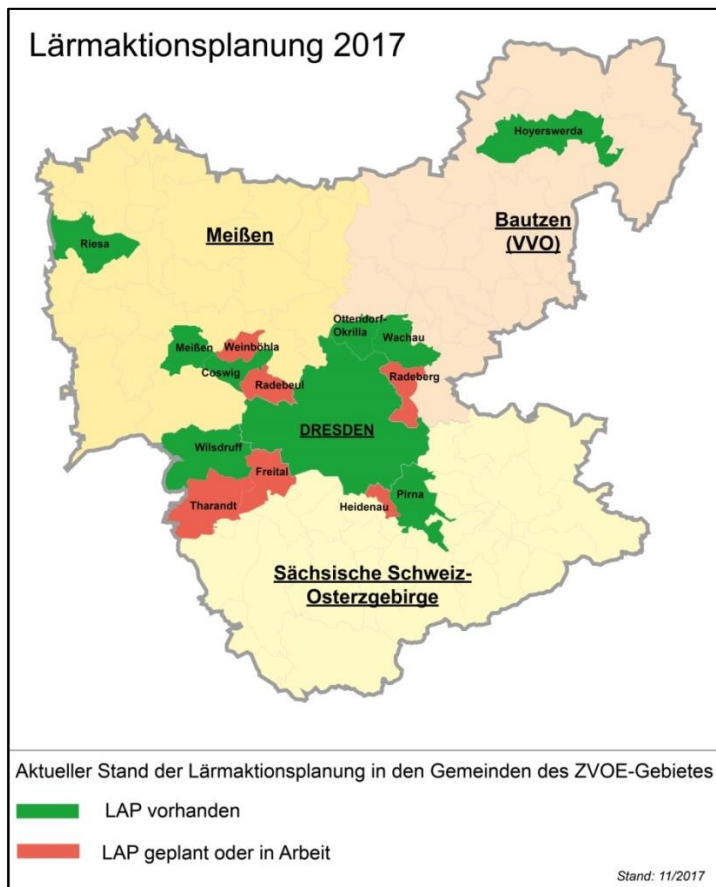 Lärmaktionsplanung 2017
Hoyerswerda
Bautzen
(VVO)
Meißen
Riesa
Ottendorf-
Okrilla
Wachau
Meißen
Weinböhla
Coswig
Radebeul
Radeberg
DRESDEN
Wilsdruff
Freital
Tharandt
Heidenau
Pirna
Sächsische Schweiz-
Osterzgebirge
Aktueller Stand der Lärmaktionsplanung in den Gemeinden des ZVOE-Gebietes
LAP vorhanden
LAP geplant oder in Arbeit
Stand: 11/2017